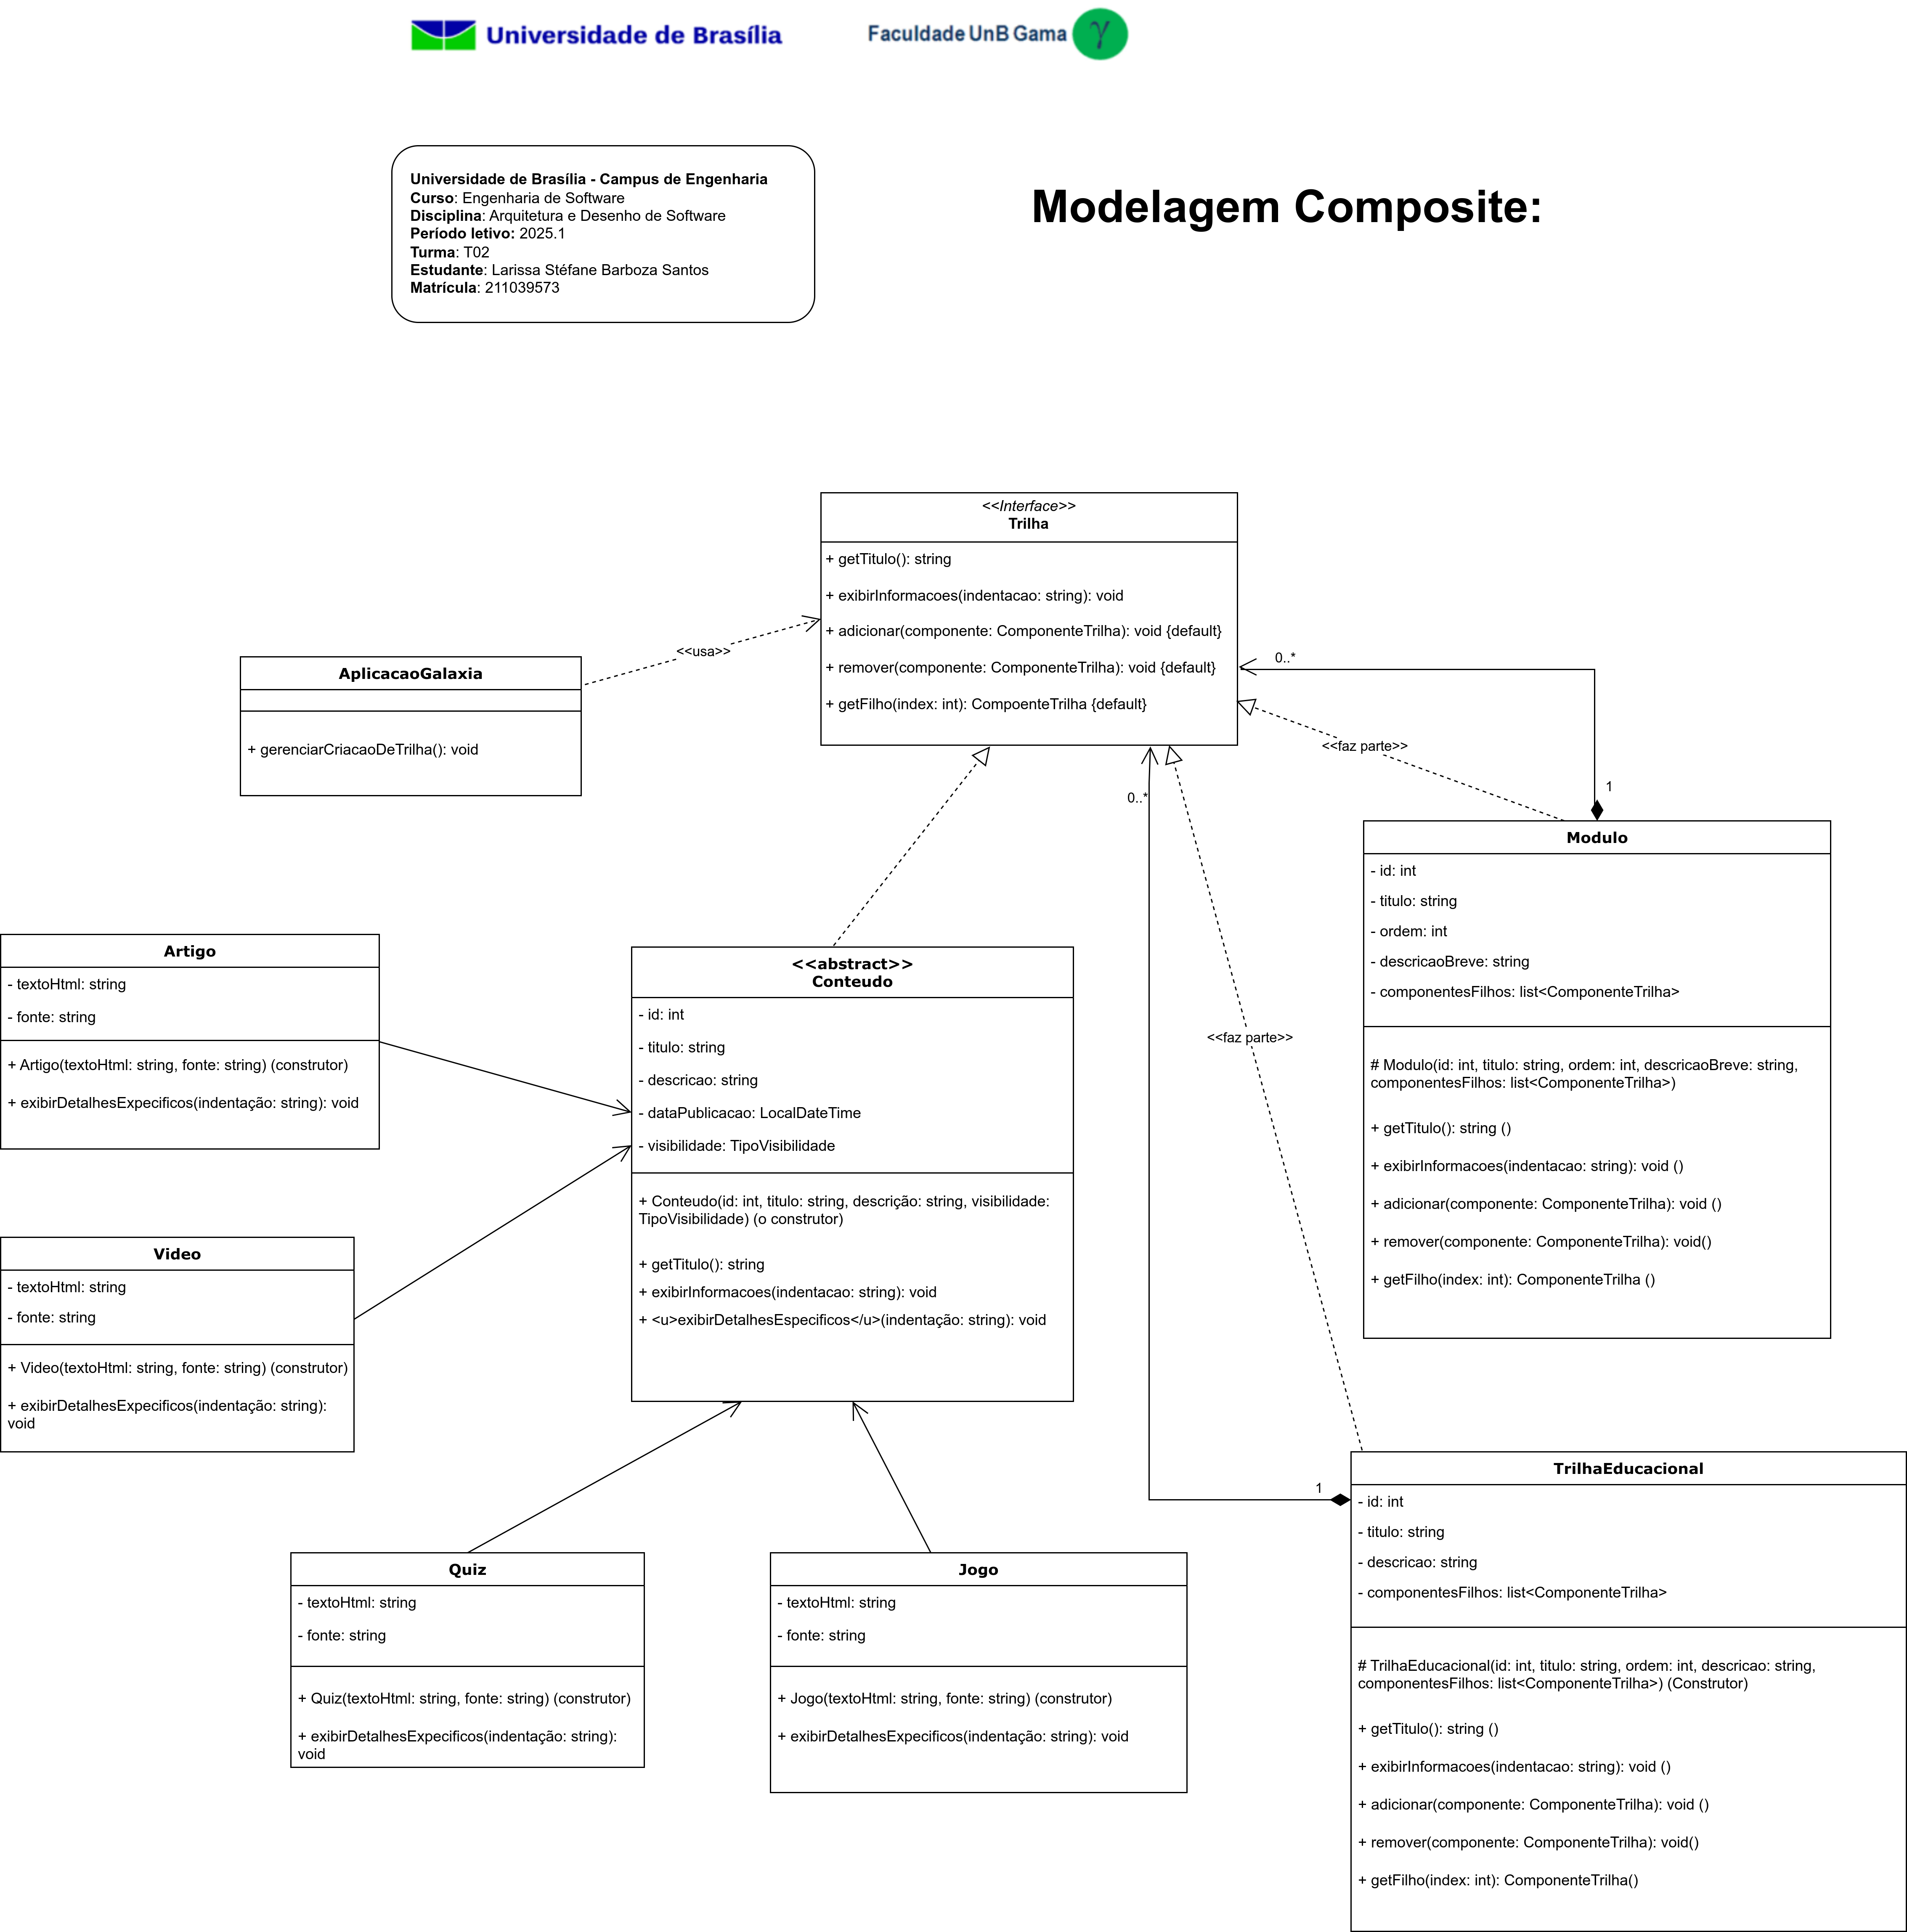 Universidade de Brasília
Faculdade UnB Gama
γ
Universidade de Brasília - Campus de Engenharia
Curso: Engenharia de Software
Disciplina: Arquitetura e Desenho de Software
Período letivo: 2025.1
Turma: T02
Estudante: Larissa Stéfane Barboza Santos
Matrícula: 211039573
Modelagem Composite:
<<Interface>>
Trilha
+ getTitulo(): string
+ exibirInformacoes(indentacao: string): void
+ adicionar(componente: ComponenteTrilha): void {default}
+ remover(componente: ComponenteTrilha): void {default}
+ getFilho(index: int): CompoenteTrilha {default}
<<usa>>
AplicacaoGalaxia
+ gerenciarCriacaoDeTrilha(): void
0..*
<<faz parte>>
1
0..*
Modulo
- id: int
- titulo: string
- ordem: int
- descricaoBreve: string
- componentesFilhos: list<ComponenteTrilha>
# Modulo(id: int, titulo: string, ordem: int, descricaoBreve: string,
componentesFilhos: list<ComponenteTrilha>)
+ getTitulo(): string ()
+ exibirInformacoes(indentacao: string): void ()
+ adicionar(componente: ComponenteTrilha): void ()
+ remover(componente: ComponenteTrilha): void()
+ getFilho(index: int): ComponenteTrilha ()
Artigo
- textoHtml: string
- fonte: string
+ Artigo(textoHtml: string, fonte: string) (construtor)
+ exibirDetalhesExpecificos(indentação: string): void
<<abstract>>
Conteudo
- id: int
- titulo: string
- descricao: string
- dataPublicacao: LocalDateTime
- visibilidade: TipoVisibilidade
+ Conteudo(id: int, titulo: string, descrição: string, visibilidade:
TipoVisibilidade) (o construtor)
+ getTitulo(): string
+ exibirInformacoes(indentacao: string): void
+ <u>exibirDetalhesEspecificos</u>(indentação: string): void
<<faz parte>>
Video
- textoHtml: string
- fonte: string
+ Video(textoHtml: string, fonte: string) (construtor)
+ exibirDetalhesExpecificos(indentação: string):
void
1
TrilhaEducacional
- id: int
- titulo: string
- descricao: string
- componentesFilhos: list<ComponenteTrilha>
# TrilhaEducacional(id: int, titulo: string, ordem: int, descricao: string,
componentesFilhos: list<ComponenteTrilha>) (Construtor)
+ getTitulo(): string ()
+ exibirInformacoes(indentacao: string): void ()
+ adicionar(componente: ComponenteTrilha): void ()
+ remover(componente: ComponenteTrilha): void()
+ getFilho(index: int): ComponenteTrilha()
Quiz
- textoHtml: string
- fonte: string
+ Quiz(textoHtml: string, fonte: string) (construtor)
+ exibirDetalhesExpecificos(indentação: string):
void
Jogo
- textoHtml: string
- fonte: string
+ Jogo(textoHtml: string, fonte: string) (construtor)
+ exibirDetalhesExpecificos(indentação: string): void